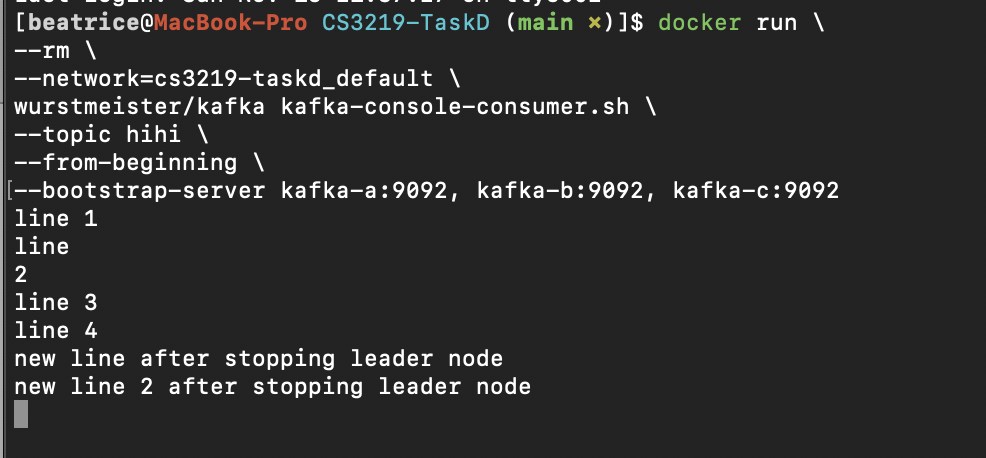 [beatrice@MacBook-Pro CS3219-TaskD (main ×)]$ docker run \
--rm \
--network=cs3219-taskd_default \
wurstmeister/kafka kafka-console-consumer.sh \
--topic hihi \
--from-beginning \
[--bootstrap-server kafka-a:9092, kafka-b:9092, kafka-c:9092
line 1
line
2
line 3
line 4
new line after stopping leader node
new line 2 after stopping leader node